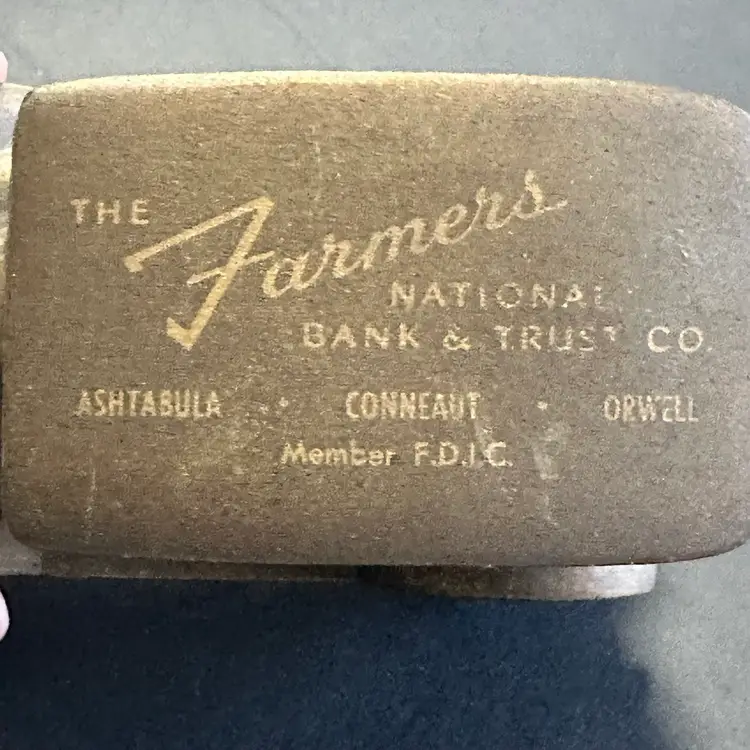 THE Farmers
NATIONAL
BANK & TRUST CO.
ASHTABULA • CONNEAUT • ORWELL
Member F.D.I.C.